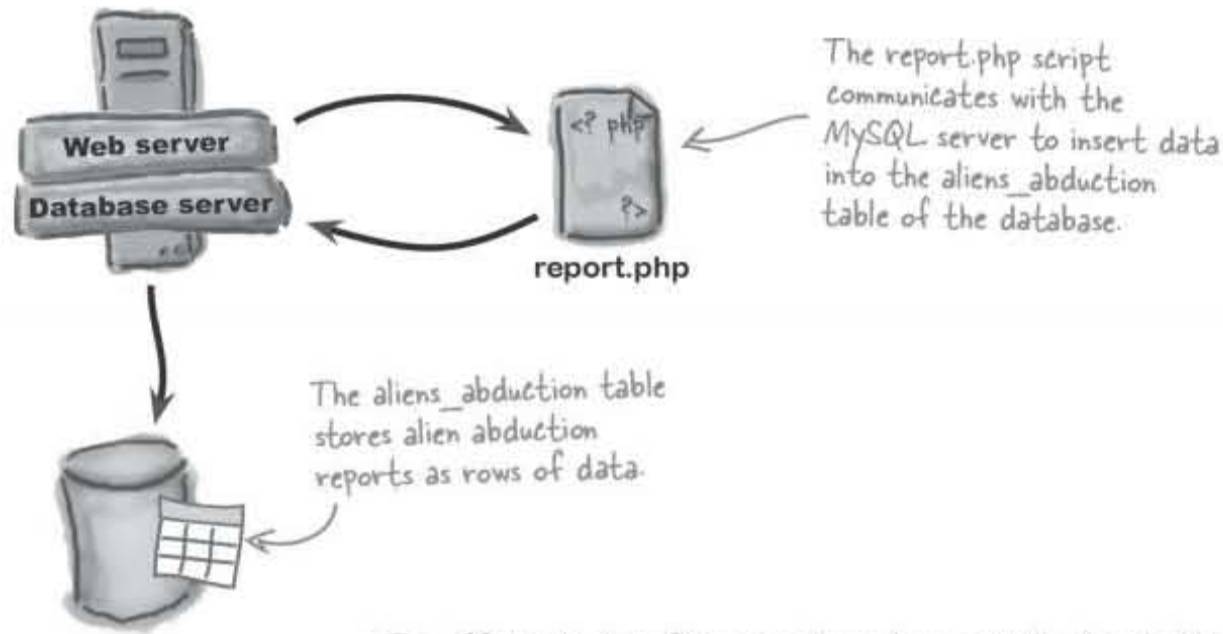 Web server
Database server
<? php
?>
report.php
The report.php script
communicates with the
MySQL server to insert data
into the aliens_abduction
table of the database.
The aliens_abduction table
stores alien abduction
reports as rows of data.